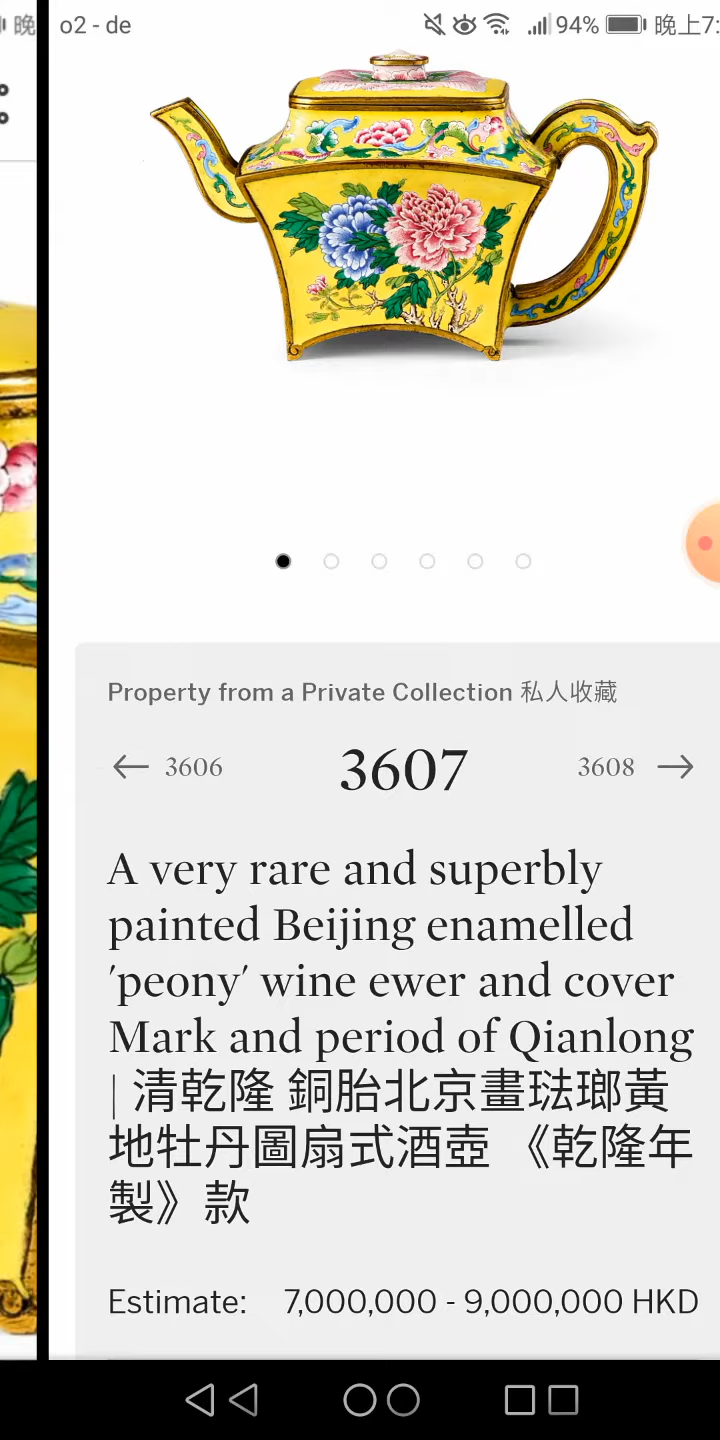 晚
o2 - de
94%
晚上7:
Property from a Private Collection 私人收藏
← 3606
3607
3608 →
A very rare and superbly
painted Beijing enamelled
'peony' wine ewer and cover
Mark and period of Qianlong
| 清乾隆 銅胎北京畫琺瑯黃
地牡丹圖扇式酒壺 《乾隆年
製》款
Estimate: 7,000,000 - 9,000,000 HKD